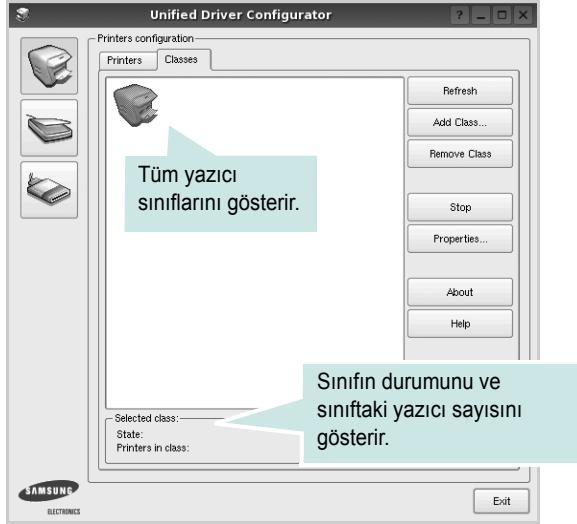 Unified Driver Configurator
Printers configuration
Printers
Classes
Refresh
Add Class...
Remove Class
Tüm yazıcı
sınıflarını gösterir.
Stop
Properties...
About
Help
Sınıfın durumunu ve
sınıftaki yazıcı sayısını
gösterir.
Selected class:
State:
Printers in class:
SAMSUNG
ELECTRONICS
Exit